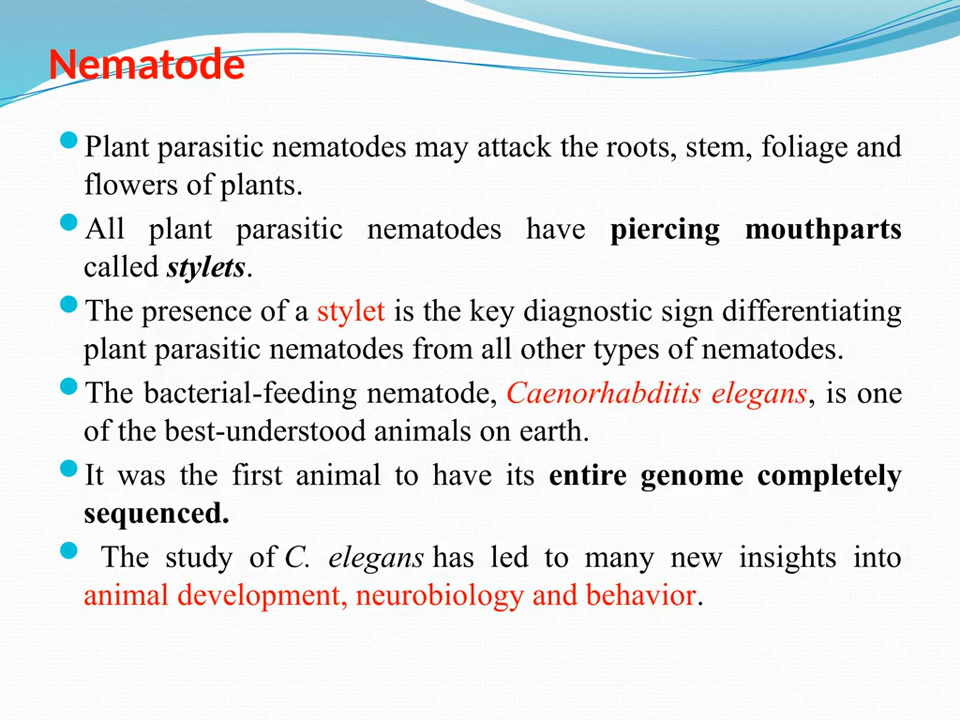 Nematode
Plant parasitic nematodes may attack the roots, stem, foliage and
flowers of plants.
All plant parasitic nematodes have piercing mouthparts
called stylets.
The presence of a stylet is the key diagnostic sign differentiating
plant parasitic nematodes from all other types of nematodes.
The bacterial-feeding nematode, Caenorhabditis elegans, is one
of the best-understood animals on earth.
It was the first animal to have its entire genome completely
sequenced.
The study of C. elegans has led to many new insights into
animal development, neurobiology and behavior.